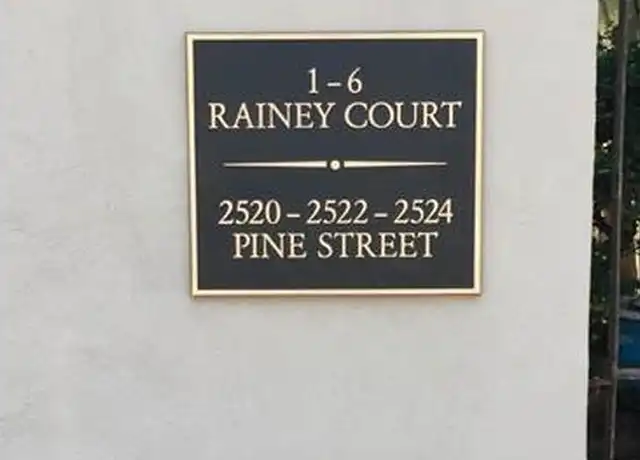 1 – 6
RAINEY COURT
2520 – 2522 – 2524
PINE STREET